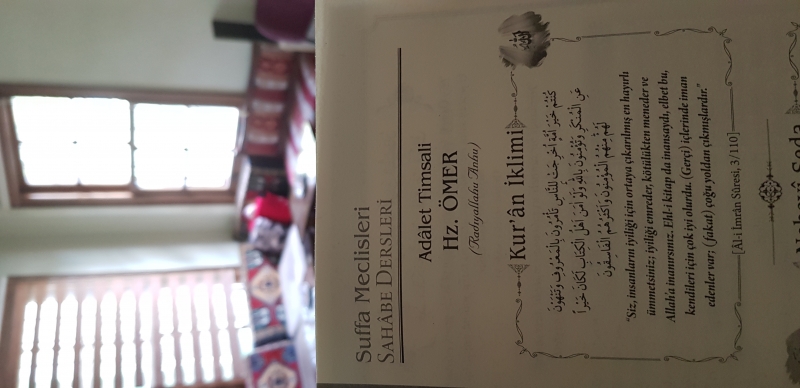 Suffa Meclisleri
SAHÂBE DERSLERİ
Adâlet Timsali
Hz. ÖMER
(Radıyallahu Anhu)
Kur'ân İklimi
كُنْتُمْ خَيْرَ اُمَّةٍ اُخْرِجَتْ لِلنَّاسِ تَأْمُرُونَ بِالْمَعْرُوفِ وَتَنْهَوْنَ
عَنِ الْمُنْكَرِ وَتُؤْمِنُونَ بِاللّٰهِ وَلَوْ اٰمَنَ اَهْلُ الْكِتَابِ لَكَانَ خَيْراً
لَهُمْ مِنْهُمُ الْمُؤْمِنُونَ وَاَكْثَرُهُمُ الْفَاسِقُونَ
"Siz, insanların iyiliği için ortaya çıkarılmış en hayırlı
ümmetsiniz; iyiliği emreder, kötülükten meneder ve
Allah'a inanırsınız. Ehl-i kitap da inansaydı, elbet bu,
kendileri için çok iyi olurdu. (Gerçi) içlerinde iman
edenler var; (fakat) çoğu yoldan çıkmışlardır."
[Âl-i İmrân Sûresi, 3/110]